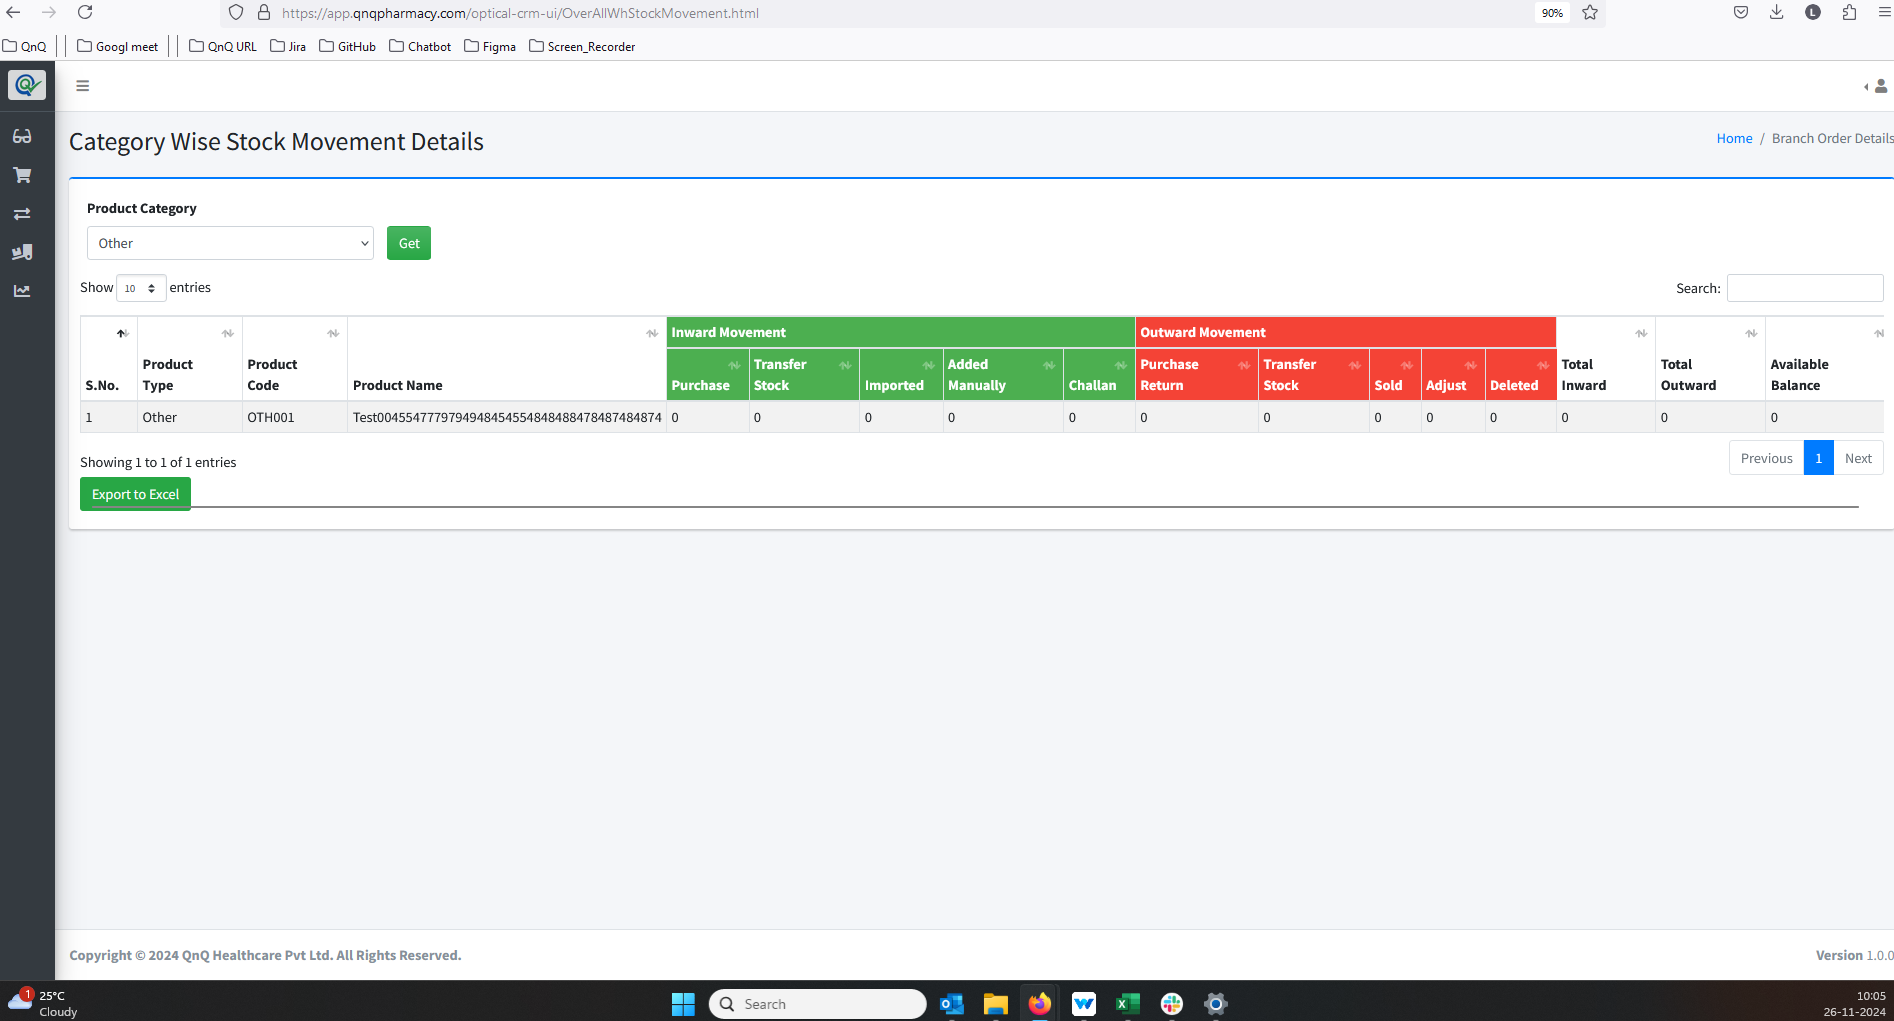 https://app.qnqpharmacy.com/optical-crm-ui/OverAllWhStockMovement.html
90%
L
QnQ
Googl meet
QnQ URL
Jira
GitHub
Chatbot
Figma
Screen_Recorder
Category Wise Stock Movement Details
Home / Branch Order Details
Product Category
Other
Get
Show 10 entries
Search:
Inward Movement
Outward Movement
S.No.
Product Type
Product Code
Product Name
Purchase
Transfer Stock
Imported
Added Manually
Challan
Purchase Return
Transfer Stock
Sold
Adjust
Deleted
Total Inward
Total Outward
Available Balance
1 Other OTH001 Test00455477797949484545548484884784874​84874 0 0 0 0 0 0 0 0 0 0 0 0 0
Showing 1 to 1 of 1 entries
Previous 1 Next
Export to Excel
Copyright © 2024 QnQ Healthcare Pvt Ltd. All Rights Reserved.
Version 1.0.0
1
25°C
Cloudy
Search
10:05
26-11-2024